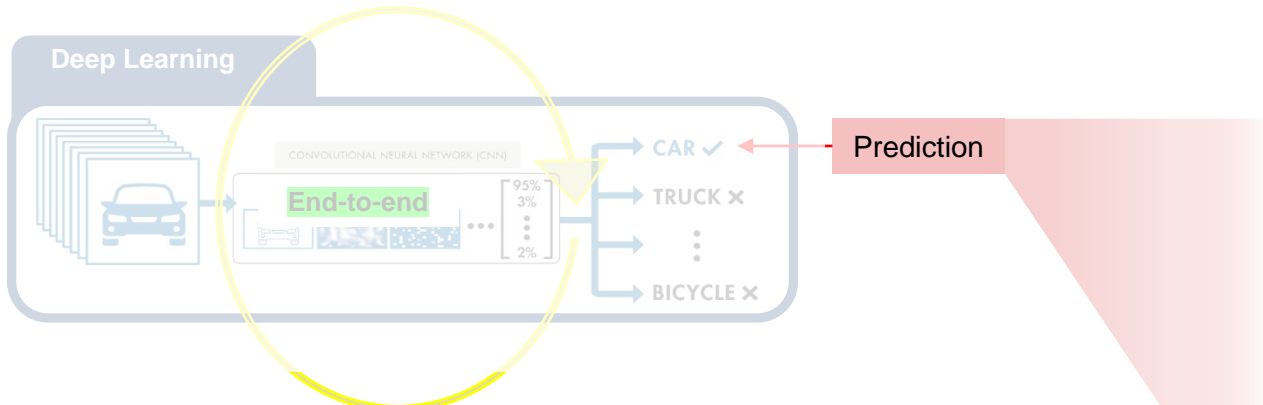 Deep Learning
CONVOLUTIONAL NEURAL NETWORK (CNN)
End-to-end
95%
3%
2%
CAR ✓
TRUCK ✕
BICYCLE ✕
Prediction